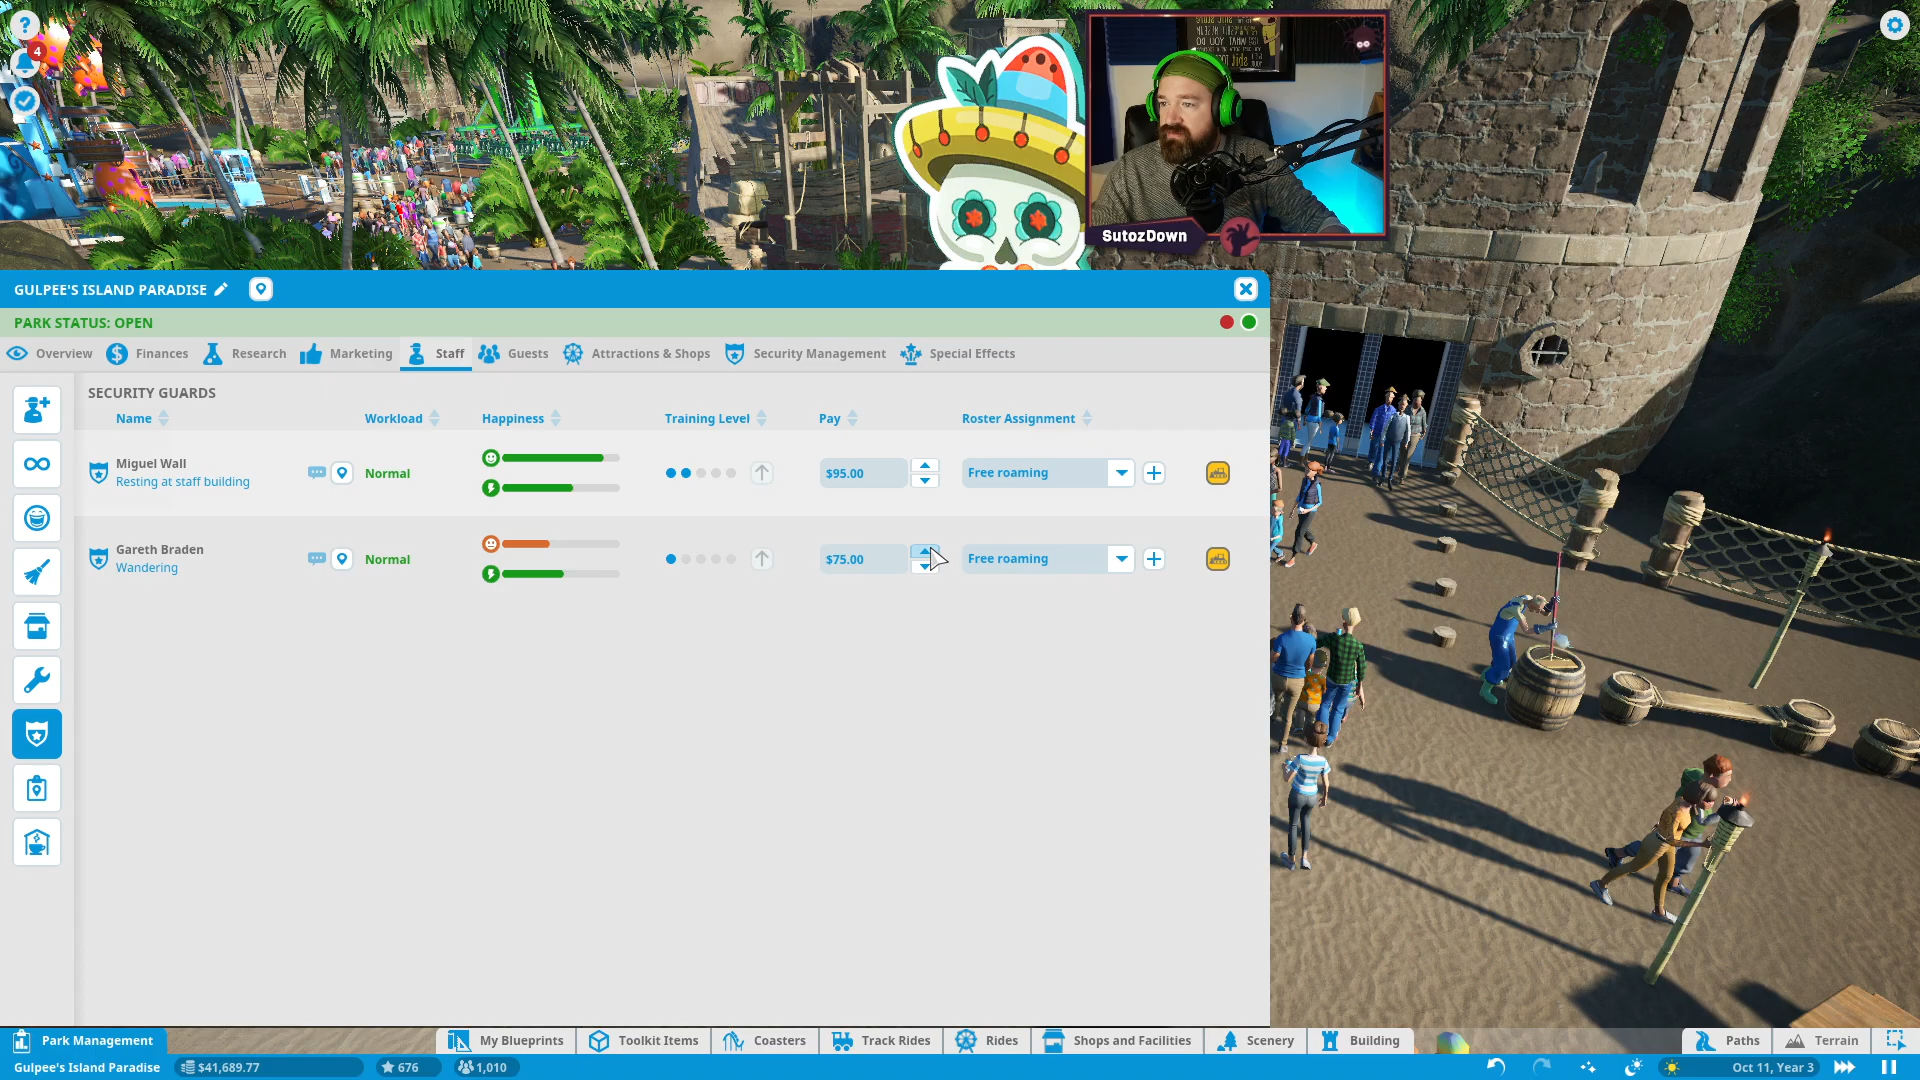 ?
4
SutozDown
GULPEE'S ISLAND PARADISE
PARK STATUS: OPEN
Overview Finances Research Marketing Staff Guests Attractions & Shops Security Management Special Effects
SECURITY GUARDS
Name Workload Happiness Training Level Pay Roster Assignment
Miguel Wall
Resting at staff building
Normal
$95.00
Free roaming
Gareth Braden
Wandering
Normal
$75.00
Free roaming
Park Management My Blueprints Toolkit Items Coasters Track Rides Rides Shops and Facilities Scenery Building Paths Terrain
Gulpee's Island Paradise $41,689.77 676 1,010 Oct 11, Year 3